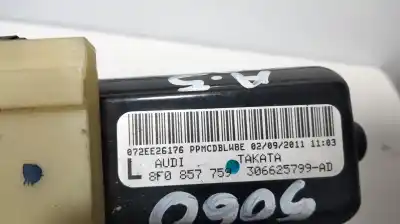 A.5
072EE26176 PPMCDBLWBE 02/09/2011 11:03
L AUDI TAKATA
8F0 857 759 306625799-AD
5060